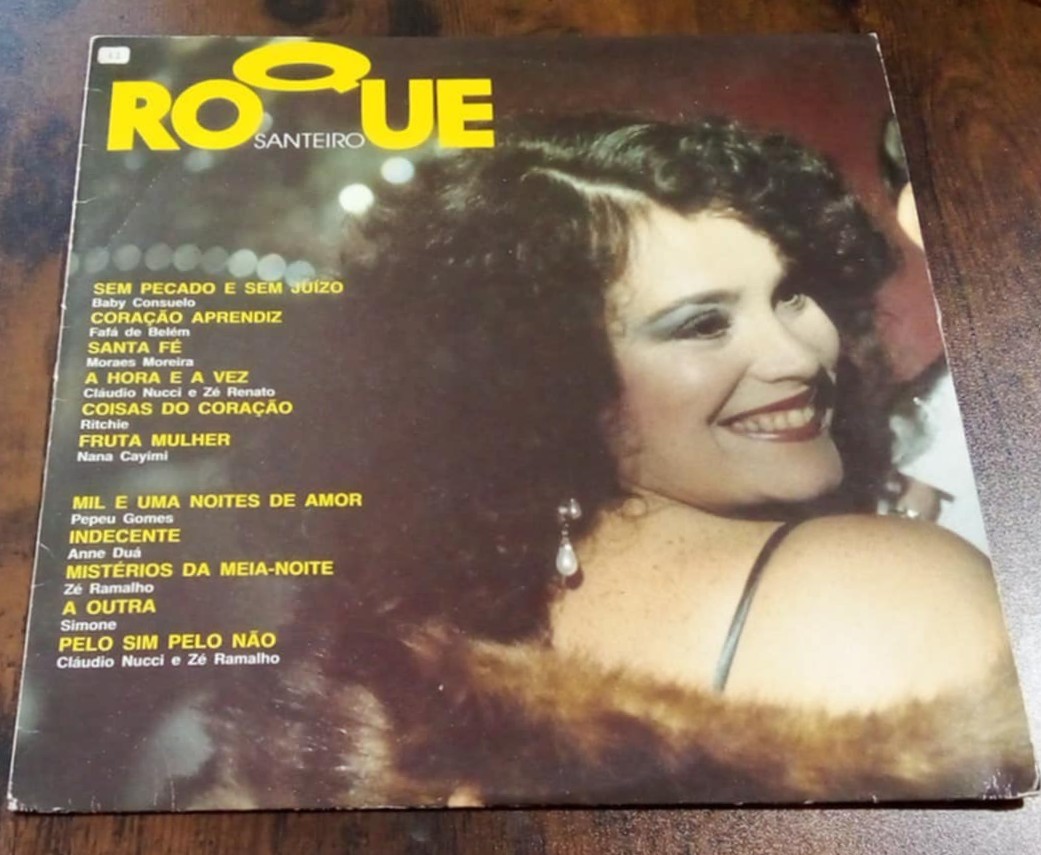 ROQUE
SANTEIRO
SEM PECADO E SEM JUÍZO
Baby Consuelo
CORAÇÃO APRENDIZ
Fafá de Belém
SANTA FÉ
Moraes Moreira
A HORA E A VEZ
Cláudio Nucci e Zé Renato
COISAS DO CORAÇÃO
Ritchie
FRUTA MULHER
Nana Cayimi
MIL E UMA NOITES DE AMOR
Pepeu Gomes
INDECENTE
Anne Duá
MISTÉRIOS DA MEIA-NOITE
Zé Ramalho
A OUTRA
Simone
PELO SIM PELO NÃO
Cláudio Nucci e Zé Ramalho